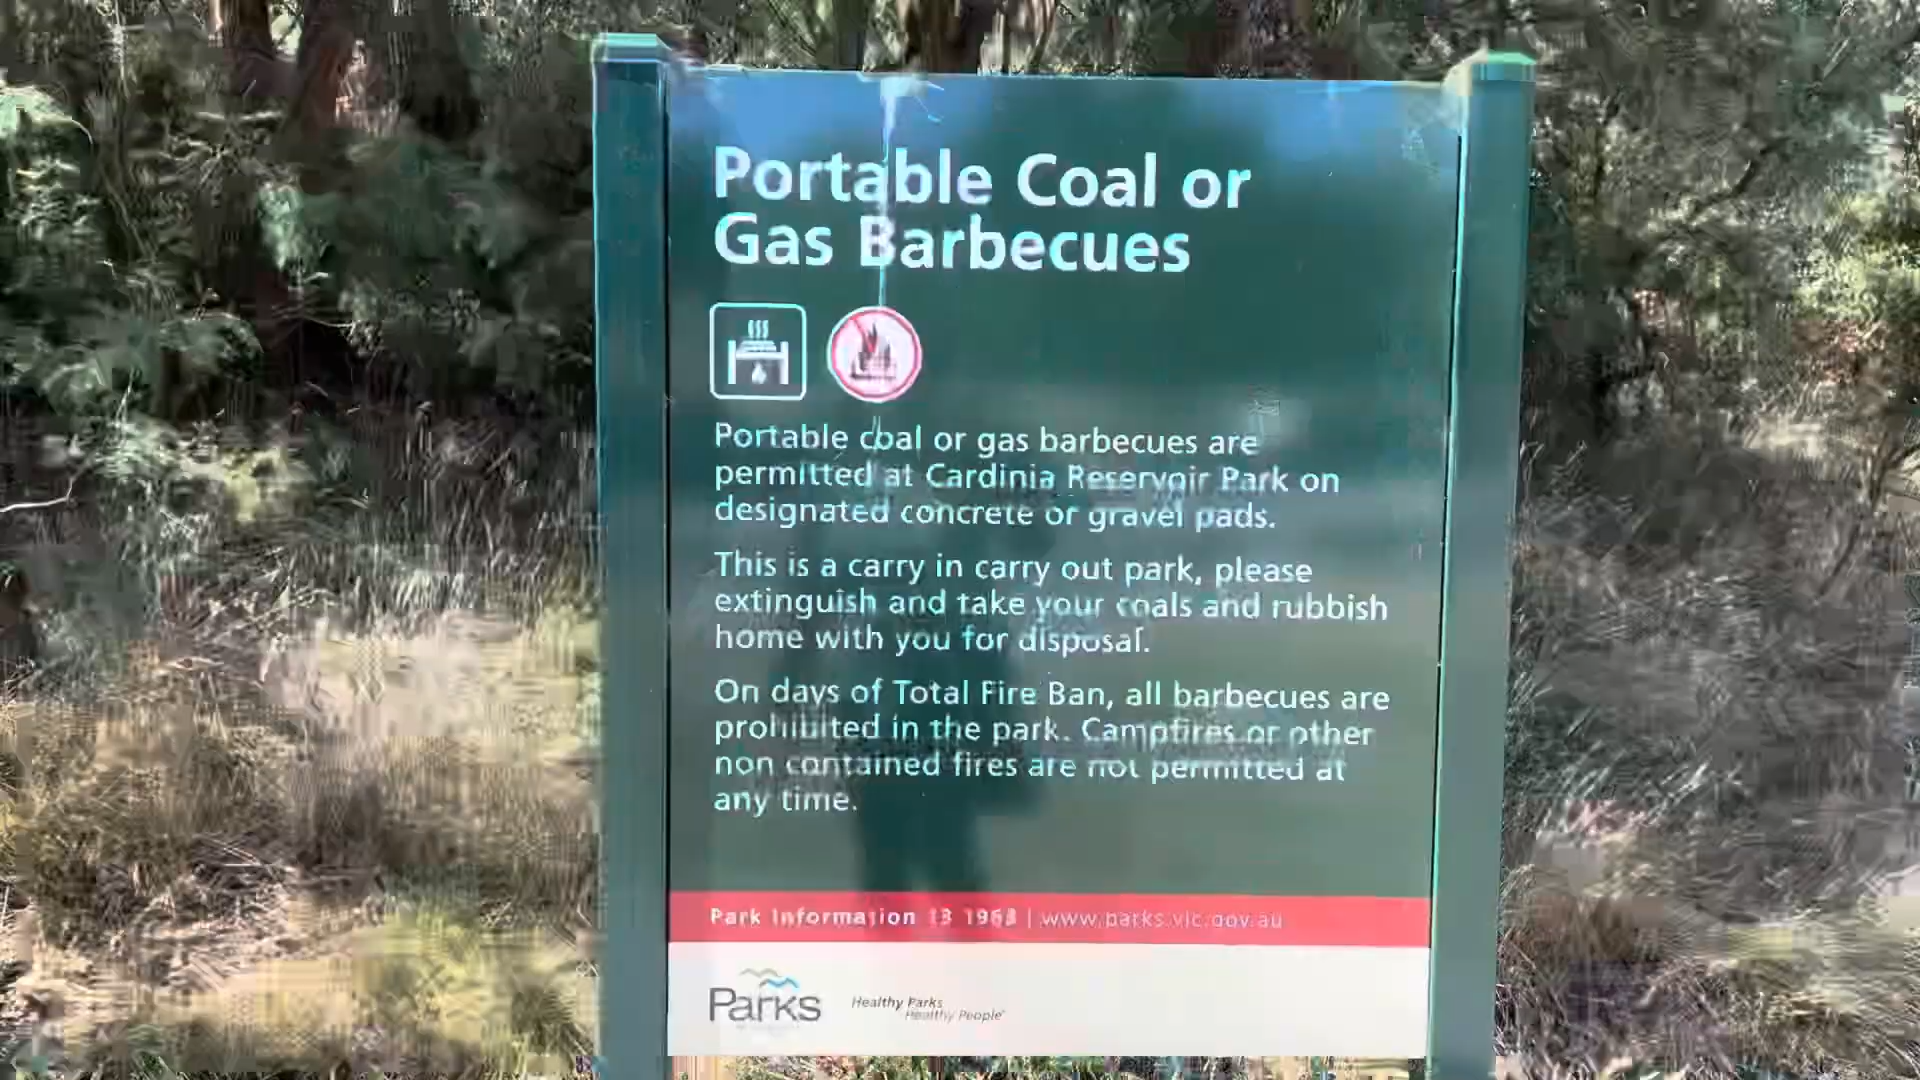 Portable Coal or
Gas Barbecues
Portable coal or gas barbecues are
permitted at Cardinia Reservoir Park on
designated concrete or gravel pads.
This is a carry in carry out park, please
extinguish and take your coals and rubbish
home with you for disposal.
On days of Total Fire Ban, all barbecues are
prohibited in the park. Campfires or other
non contained fires are not permitted at
any time.
Park Information 13 1963 | www.parks.vic.gov.au
Parks
Healthy Parks
Healthy People